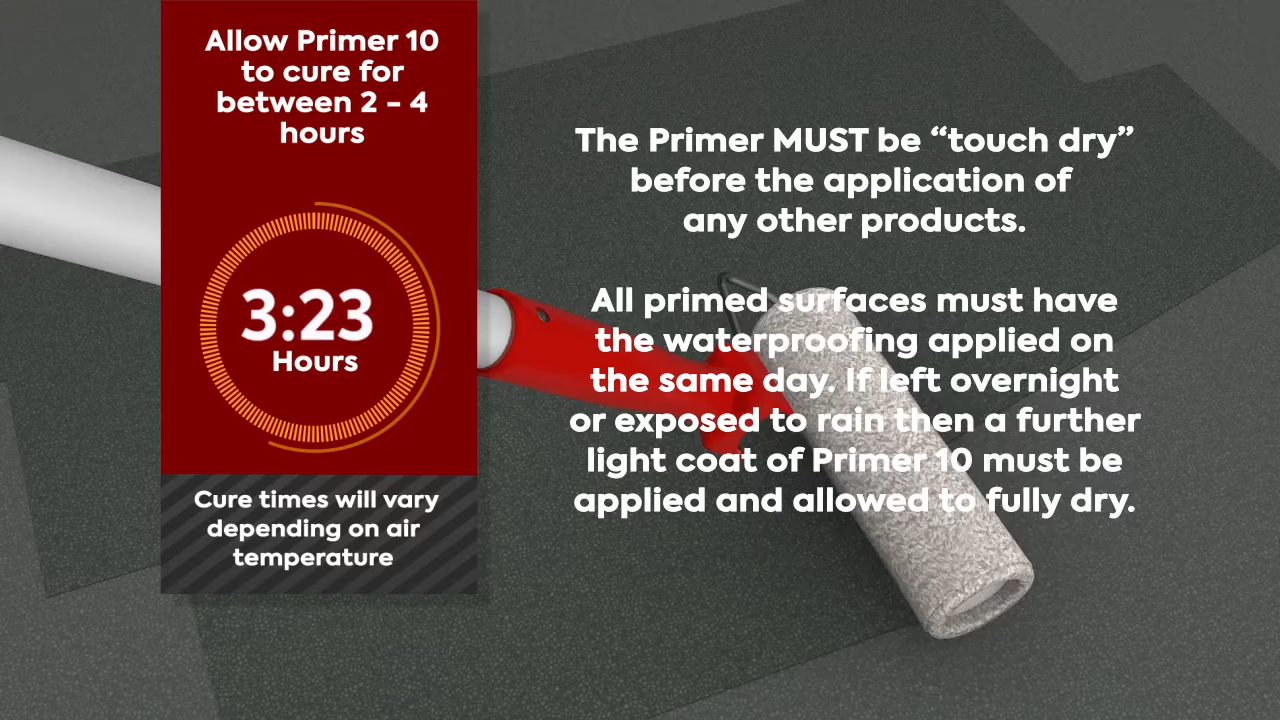 Allow Primer 10
to cure for
between 2 - 4
hours
3:23
Hours
Cure times will vary
depending on air
temperature
The Primer MUST be “touch dry”
before the application of
any other products.
All primed surfaces must have
the waterproofing applied on
the same day. If left overnight
or exposed to rain then a further
light coat of Primer 10 must be
applied and allowed to fully dry.